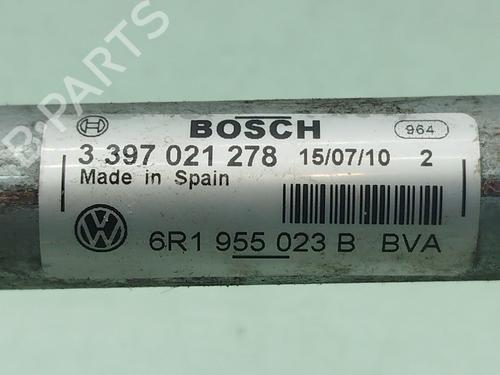 B-PARTS
BOSCH 964
3 397 021 278 15/07/10 2
Made in Spain
6R1 955 023 B BVA